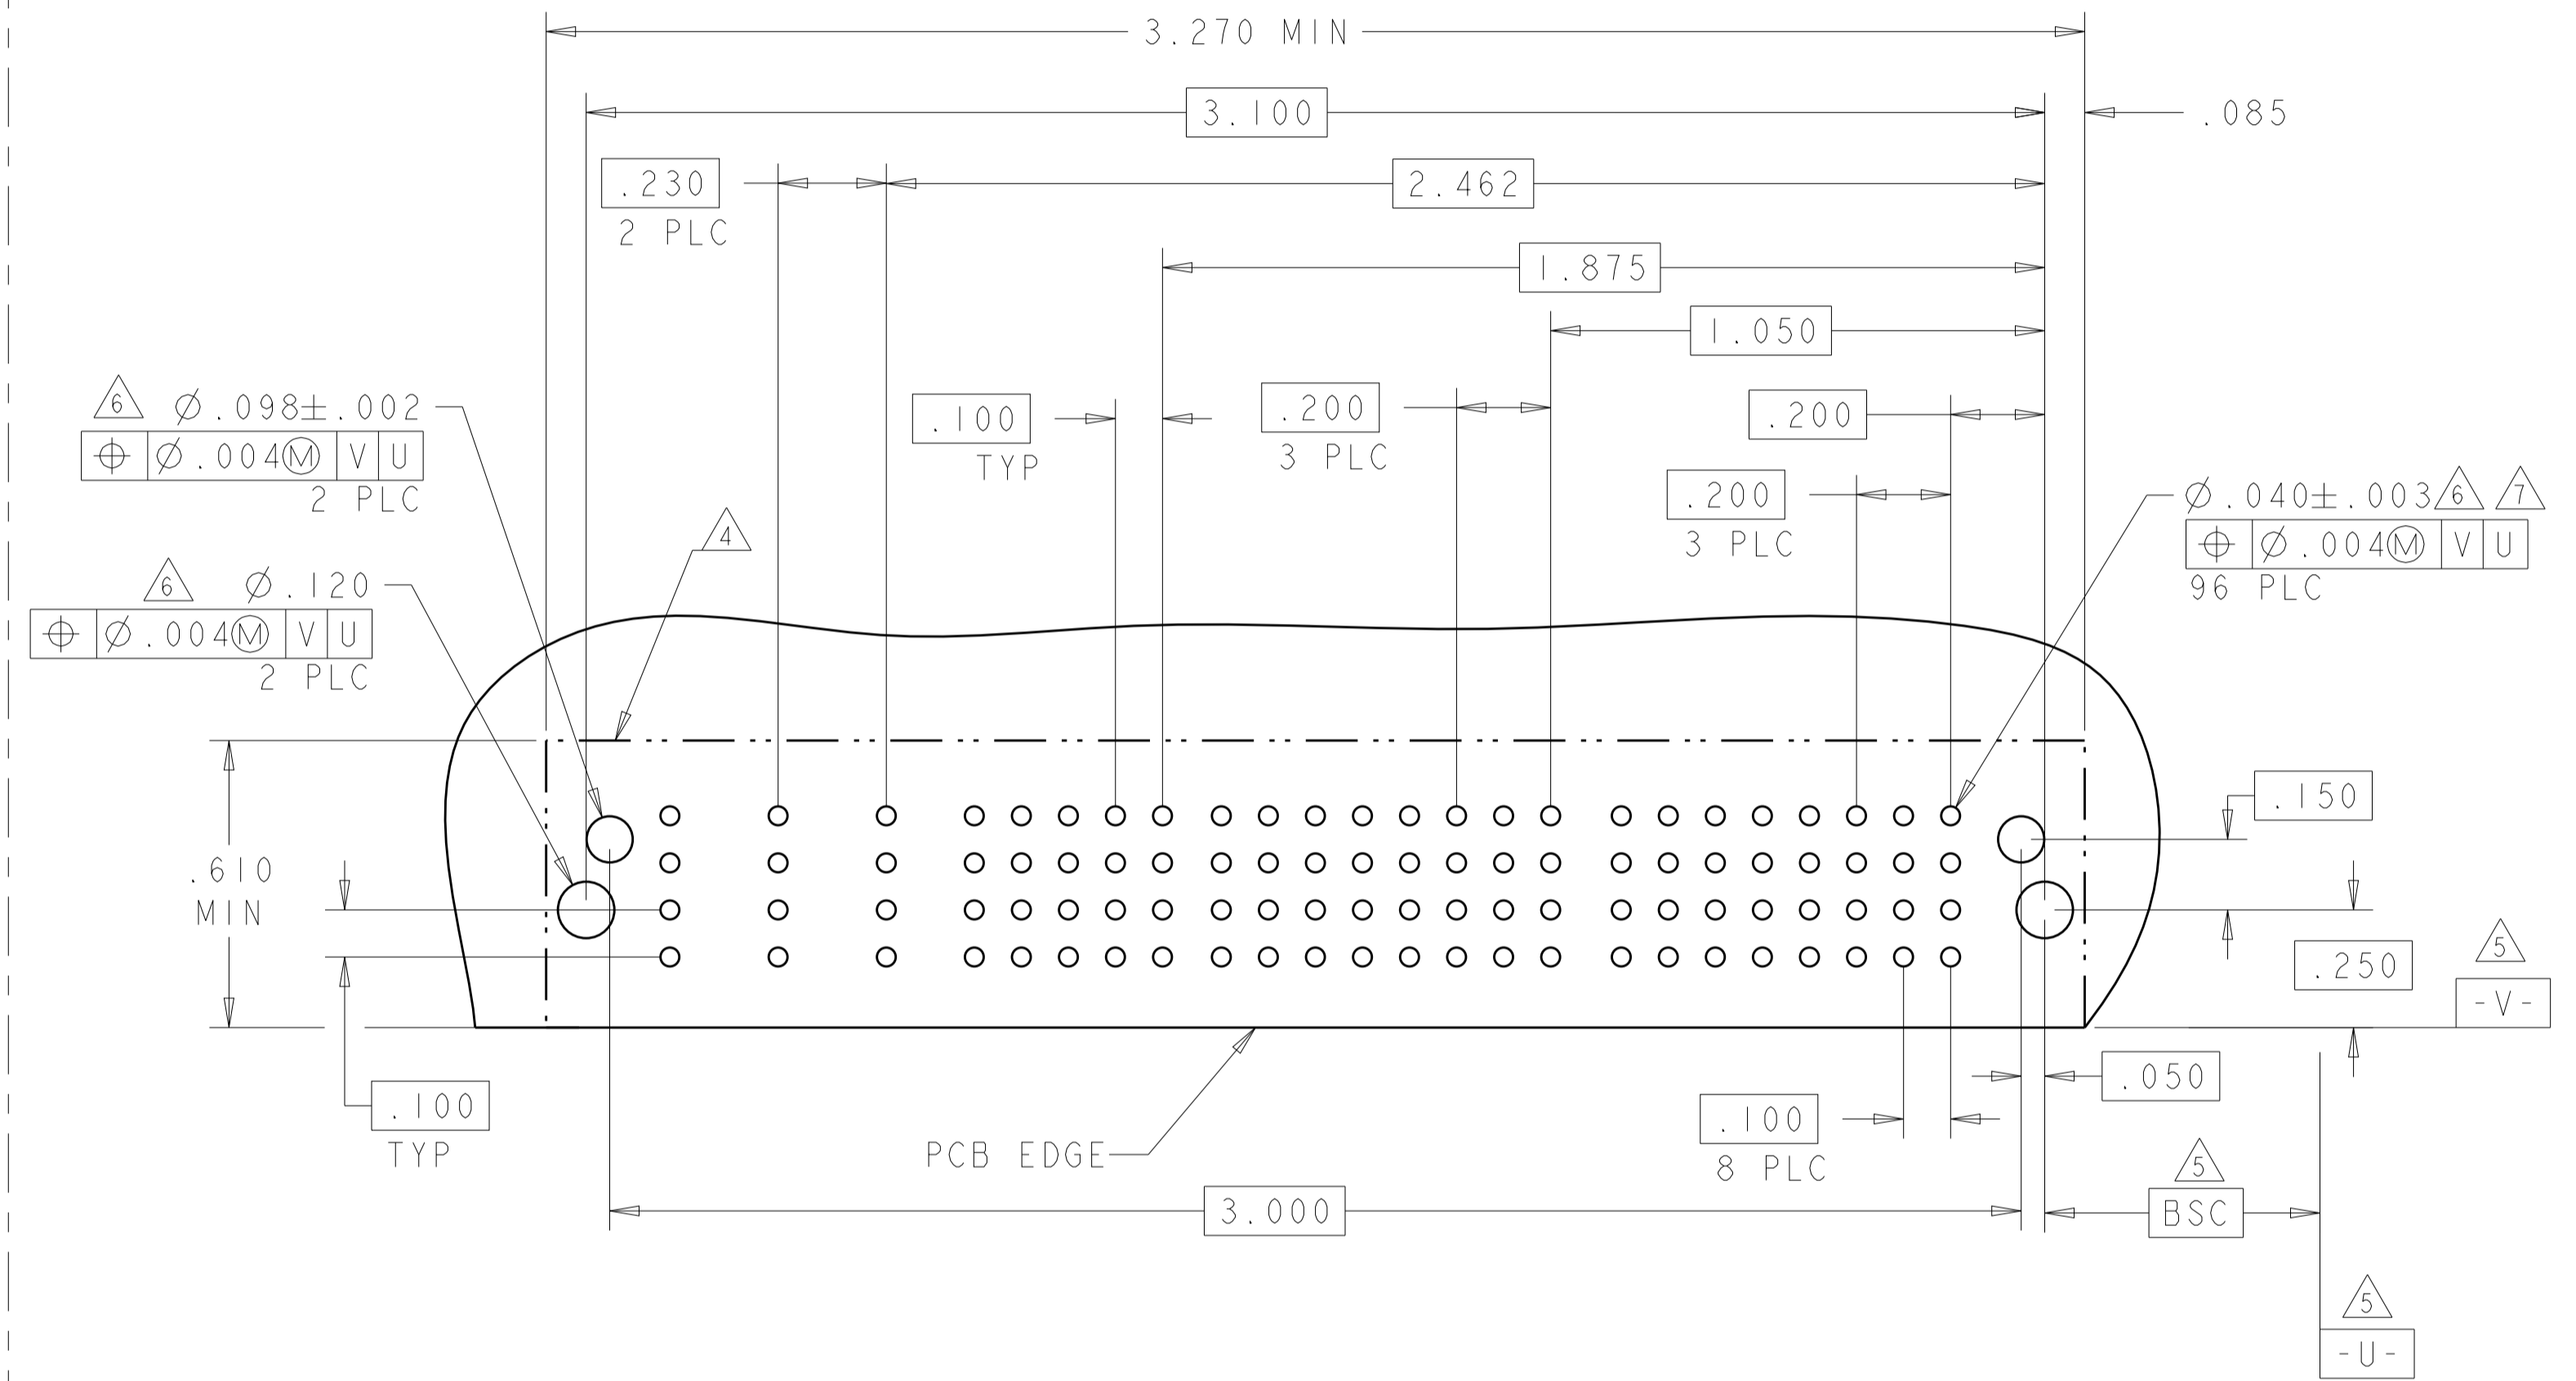 3.270 MIN
3.100
.085
.230
2 PLC
2.462
1.875
1.050
6 Ø.098±.002
⌖ Ø.004Ⓜ V U
2 PLC
.100
TYP
.200
3 PLC
.200
.200
3 PLC
Ø.040±.003 6 7
⌖ Ø.004Ⓜ V U
96 PLC
4
6 Ø.120
⌖ Ø.004Ⓜ V U
2 PLC
.150
.610
MIN
.250
5
-V-
.050
.100
TYP
.100
8 PLC
PCB EDGE
5
BSC
3.000
5
-U-